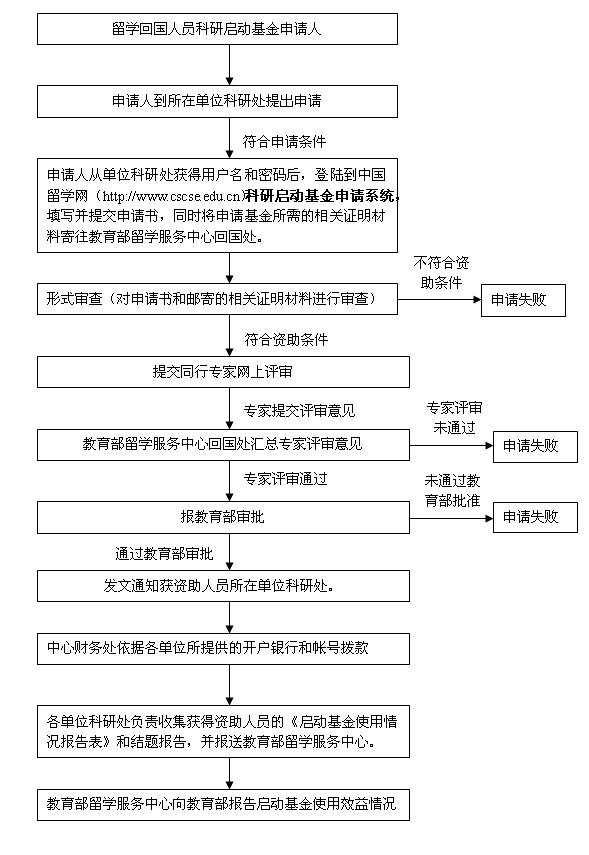 留学回国人员科研启动基金申请人
申请人到所在单位科研处提出申请
符合申请条件
申请人从单位科研处获得用户名和密码后，登陆到中国
留学网（http://www.cscse.edu.cn）科研启动基金申请系统，
填写并提交申请书，同时将申请基金所需的相关证明材
料寄往教育部留学服务中心回国处。
不符合资
助条件
形式审查（对申请书和邮寄的相关证明材料进行审查）
申请失败
符合资助条件
提交同行专家网上评审
专家提交评审意见
专家评审
未通过
教育部留学服务中心回国处汇总专家评审意见
申请失败
专家评审通过
未通过教
育部批准
报教育部审批
申请失败
通过教育部审批
发文通知获资助人员所在单位科研处。
中心财务处依据各单位所提供的开户银行和帐号拨款
各单位科研处负责收集获得资助人员的《启动基金使用情
况报告表》和结题报告，并报送教育部留学服务中心。
教育部留学服务中心向教育部报告启动基金使用效益情况